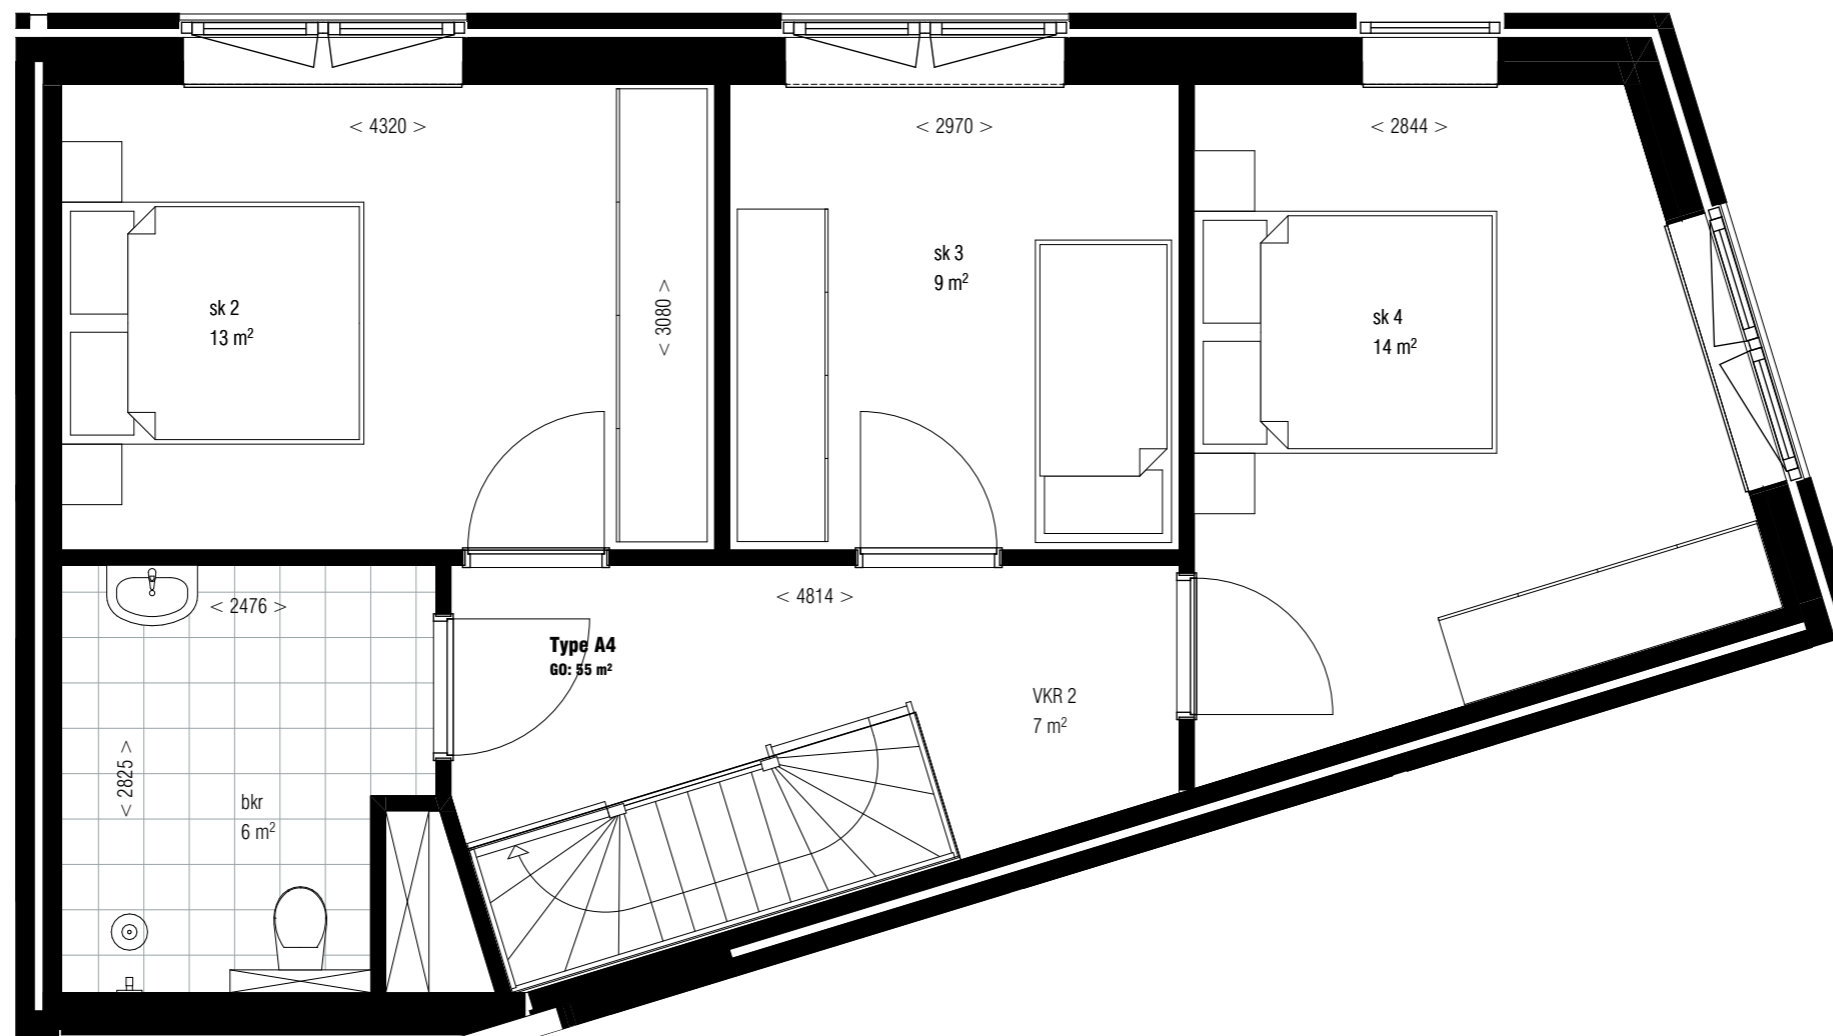 < 4320 >
< 2970 >
< 2844 >
sk 2
13 m²
< 3080 >
sk 3
9 m²
sk 4
14 m²
< 2476 >
< 4814 >
Type A4
GO: 55 m²
VKR 2
7 m²
< 2825 >
bkr
6 m²